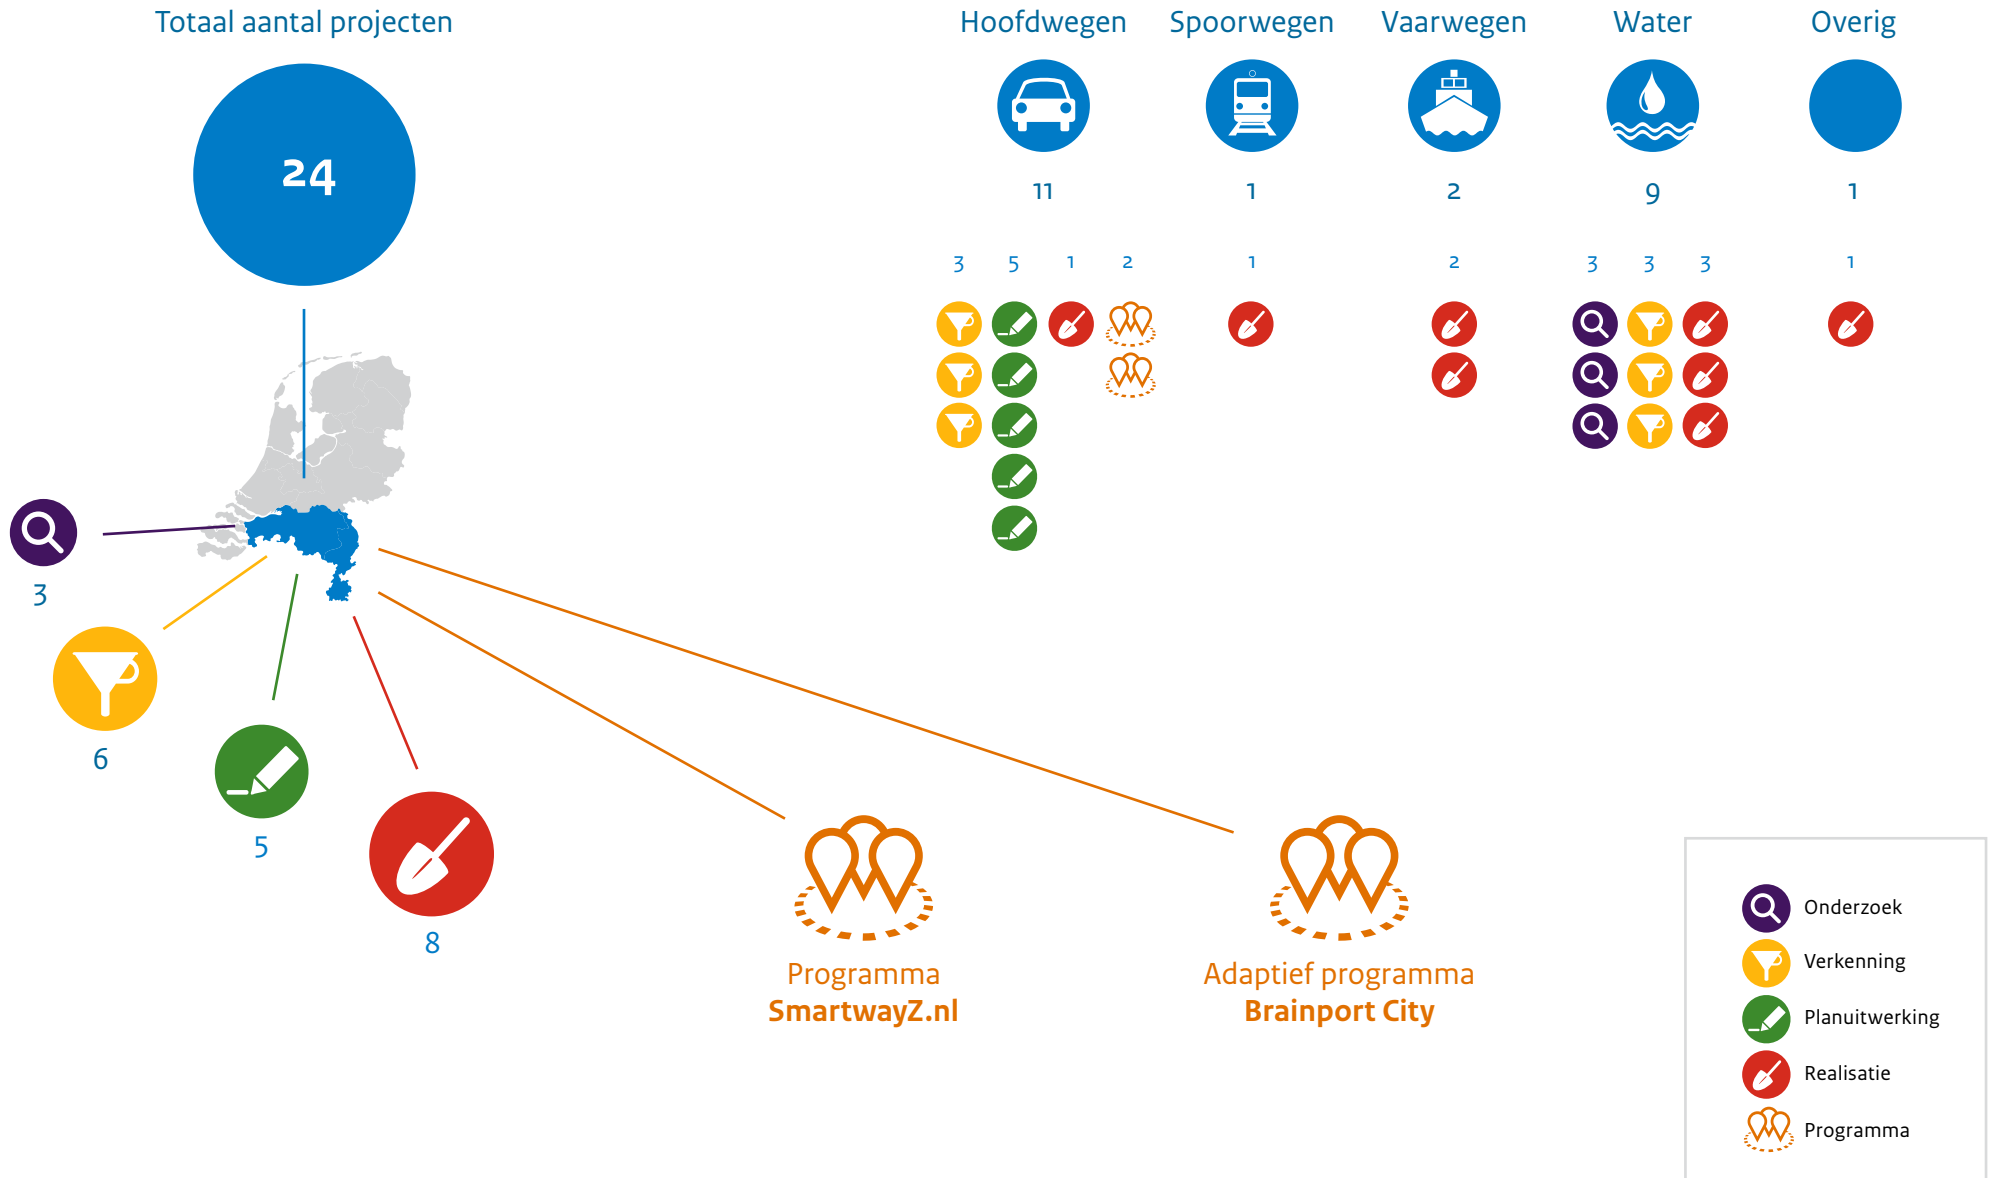 Totaal aantal projecten
24
Hoofdwegen Spoorwegen Vaarwegen Water Overig
11 1 2 9 1
3 5 1 2 1 2 3 3 3 1
3
6
5
8
Programma
SmartwayZ.nl
Adaptief programma
Brainport City
Onderzoek
Verkenning
Planuitwerking
Realisatie
Programma